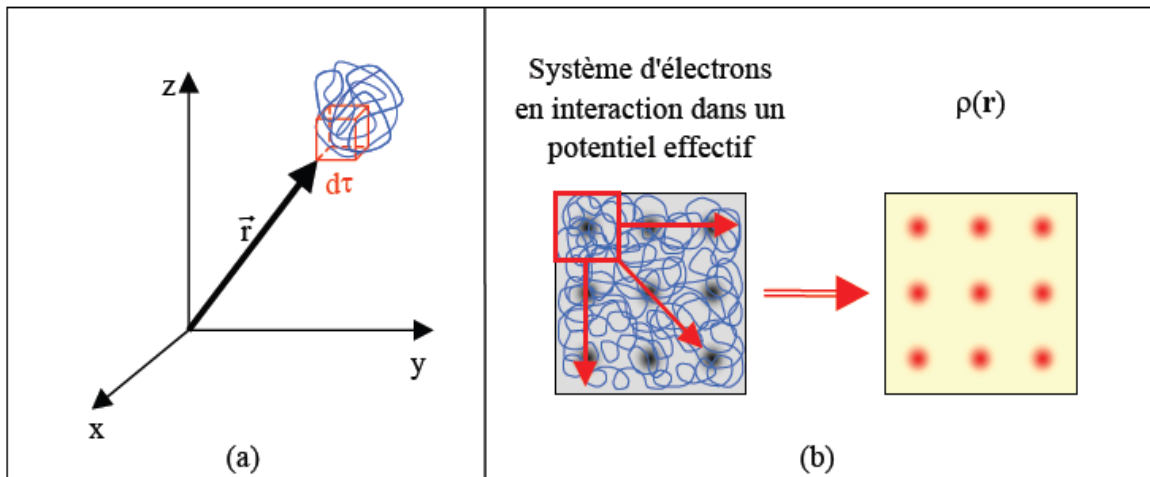 z
r⃗
dτ
y
x
(a)
Système d'électrons
en interaction dans un
potentiel effectif
ρ(r)
(b)